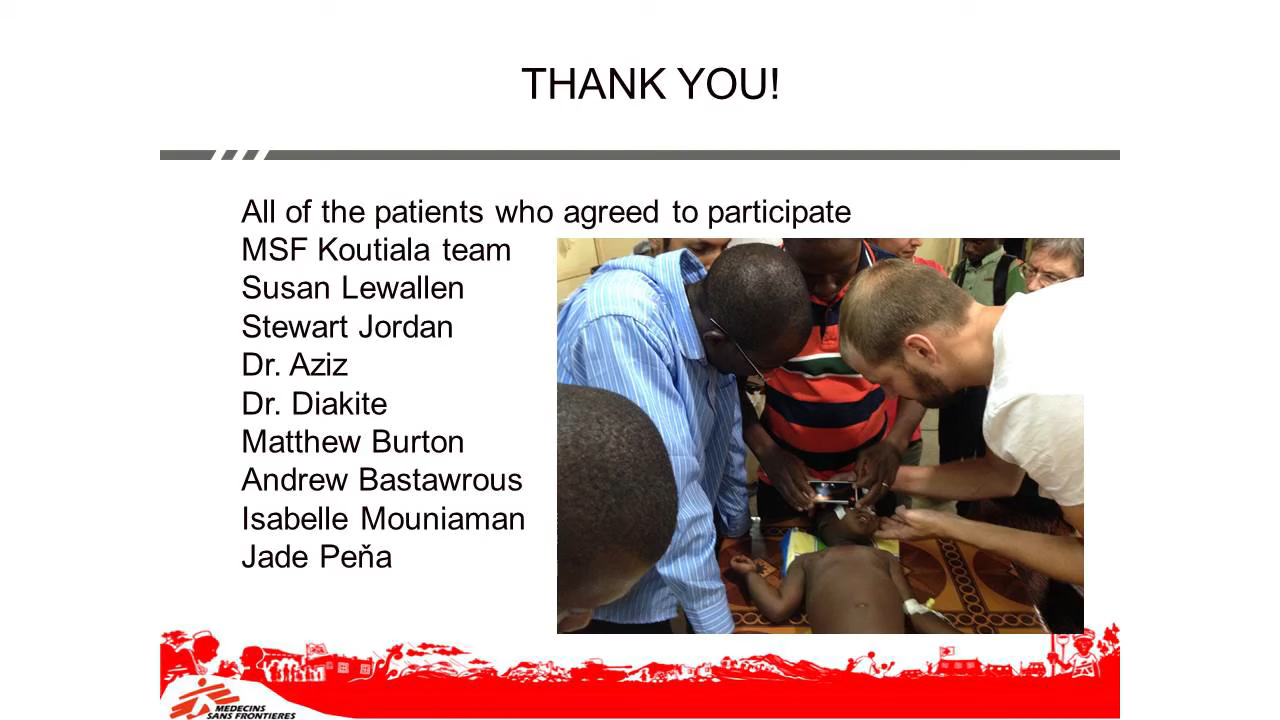 THANK YOU!
All of the patients who agreed to participate
MSF Koutiala team
Susan Lewallen
Stewart Jordan
Dr. Aziz
Dr. Diakite
Matthew Burton
Andrew Bastawrous
Isabelle Mouniaman
Jade Peňa
MEDECINS
SANS FRONTIERES